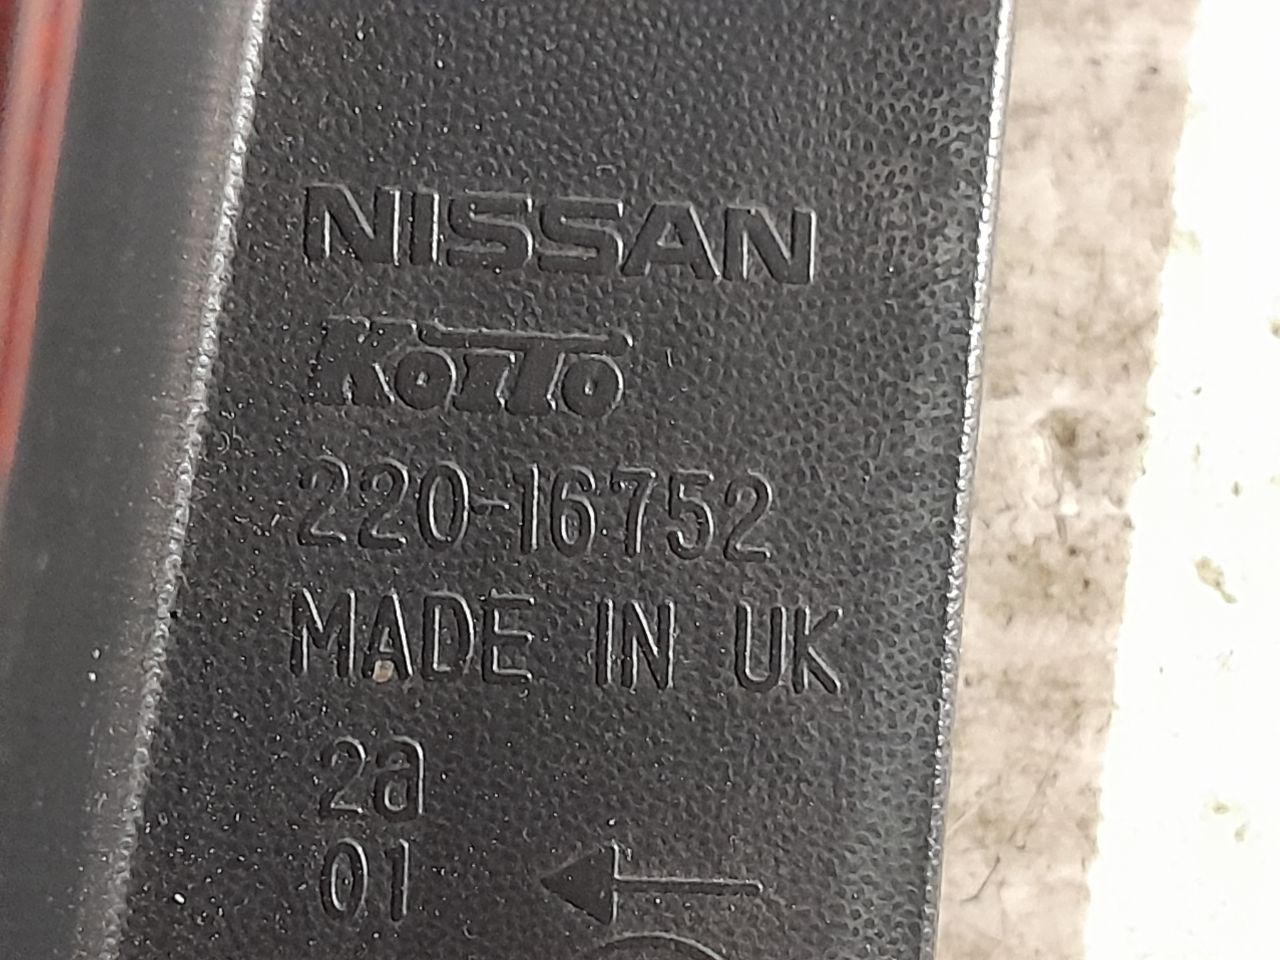 NISSAN
KOITO
220-16752
MADE IN UK
2a
01